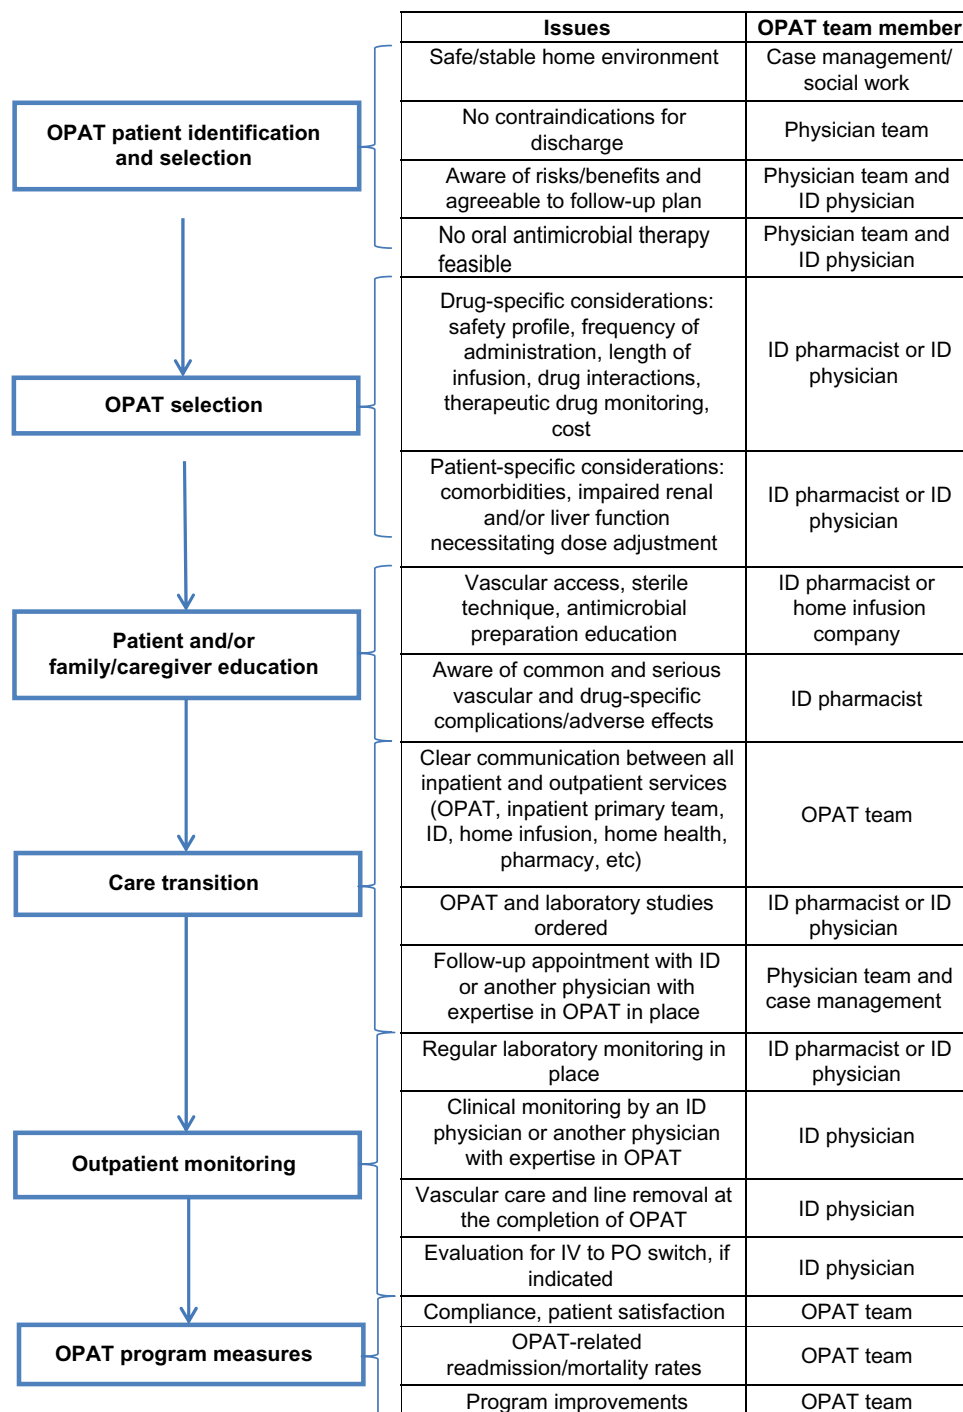 Issues
OPAT team member
OPAT patient identification
and selection
Safe/stable home environment
Case management/
social work
No contraindications for
discharge
Physician team
Aware of risks/benefits and
agreeable to follow-up plan
Physician team and
ID physician
No oral antimicrobial therapy
feasible
Physician team and
ID physician
OPAT selection
Drug-specific considerations:
safety profile, frequency of
administration, length of
infusion, drug interactions,
therapeutic drug monitoring,
cost
ID pharmacist or ID
physician
Patient-specific considerations:
comorbidities, impaired renal
and/or liver function
necessitating dose adjustment
ID pharmacist or ID
physician
Patient and/or
family/caregiver education
Vascular access, sterile
technique, antimicrobial
preparation education
ID pharmacist or
home infusion
company
Aware of common and serious
vascular and drug-specific
complications/adverse effects
ID pharmacist
Care transition
Clear communication between all
inpatient and outpatient services
(OPAT, inpatient primary team,
ID, home infusion, home health,
pharmacy, etc)
OPAT team
OPAT and laboratory studies
ordered
ID pharmacist or ID
physician
Follow-up appointment with ID
or another physician with
expertise in OPAT in place
Physician team and
case management
Outpatient monitoring
Regular laboratory monitoring in
place
ID pharmacist or ID
physician
Clinical monitoring by an ID
physician or another physician
with expertise in OPAT
ID physician
Vascular care and line removal at
the completion of OPAT
ID physician
Evaluation for IV to PO switch, if
indicated
ID physician
OPAT program measures
Compliance, patient satisfaction
OPAT team
OPAT-related
readmission/mortality rates
OPAT team
Program improvements
OPAT team